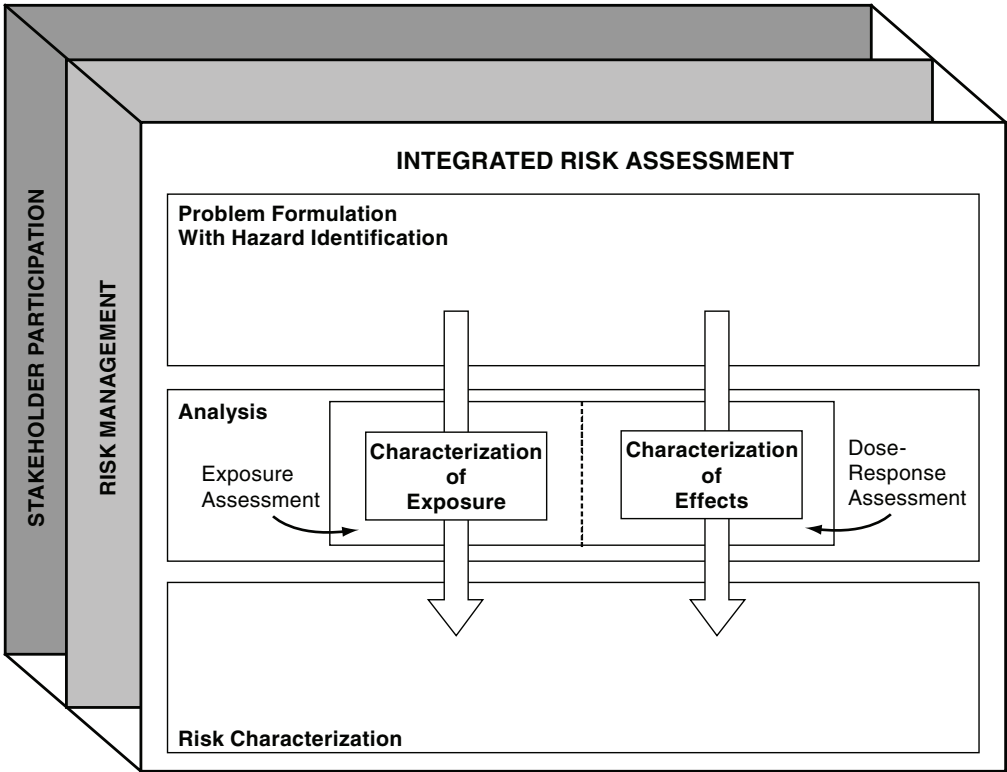 STAKEHOLDER PARTICIPATION
RISK MANAGEMENT
INTEGRATED RISK ASSESSMENT
Problem Formulation
With Hazard Identification
Analysis
Exposure
Assessment
Characterization
of
Exposure
Characterization
of
Effects
Dose-
Response
Assessment
Risk Characterization